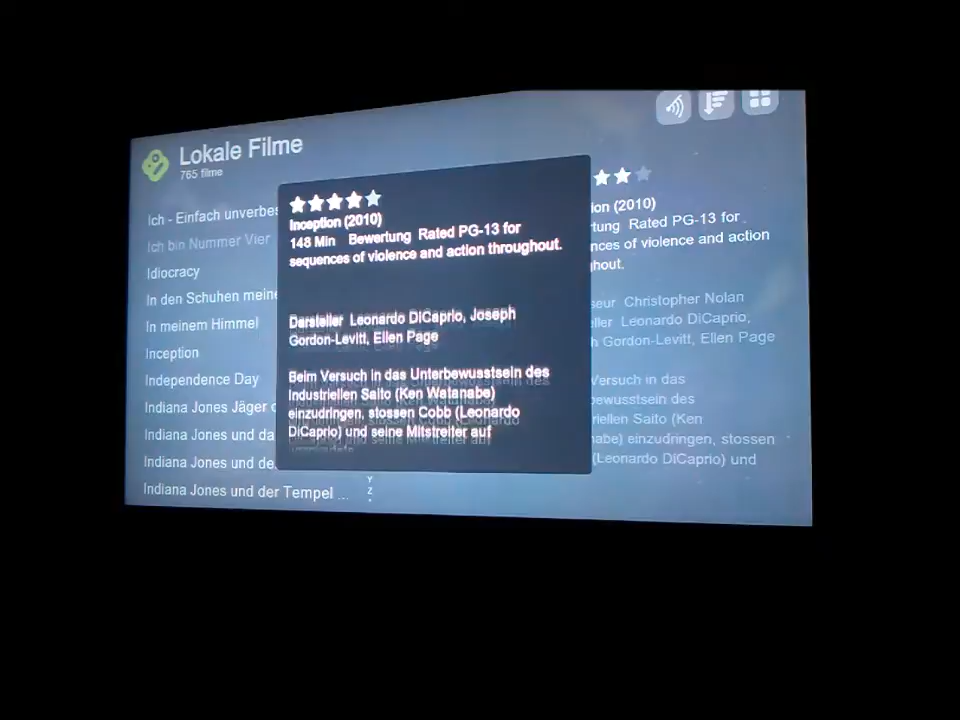 Lokale Filme
765 filme
Ich - Einfach unverbes
Ich bin Nummer Vier
Idiocracy
In den Schuhen meine
In meinem Himmel
Inception
Independence Day
Indiana Jones Jäger
Indiana Jones und da
Indiana Jones und de
Indiana Jones und der Tempel ...
Y
Z
Inception (2010)
148 Min Bewertung Rated PG-13 for
sequences of violence and action throughout.
Darsteller Leonardo DiCaprio, Joseph
Gordon-Levitt, Ellen Page
Beim Versuch in das Unterbewusstsein des
Industriellen Saito (Ken Watanabe)
einzudringen, stossen Cobb (Leonardo
DiCaprio) und seine Mitstreiter auf
ion (2010)
rtung Rated PG-13 for
nces of violence and action
hout.
seur Christopher Nolan
ller Leonardo DiCaprio,
h Gordon-Levitt, Ellen Page
Versuch in das
bewusstsein des
riellen Saito (Ken
nabe) einzudringen, stossen
(Leonardo DiCaprio) und